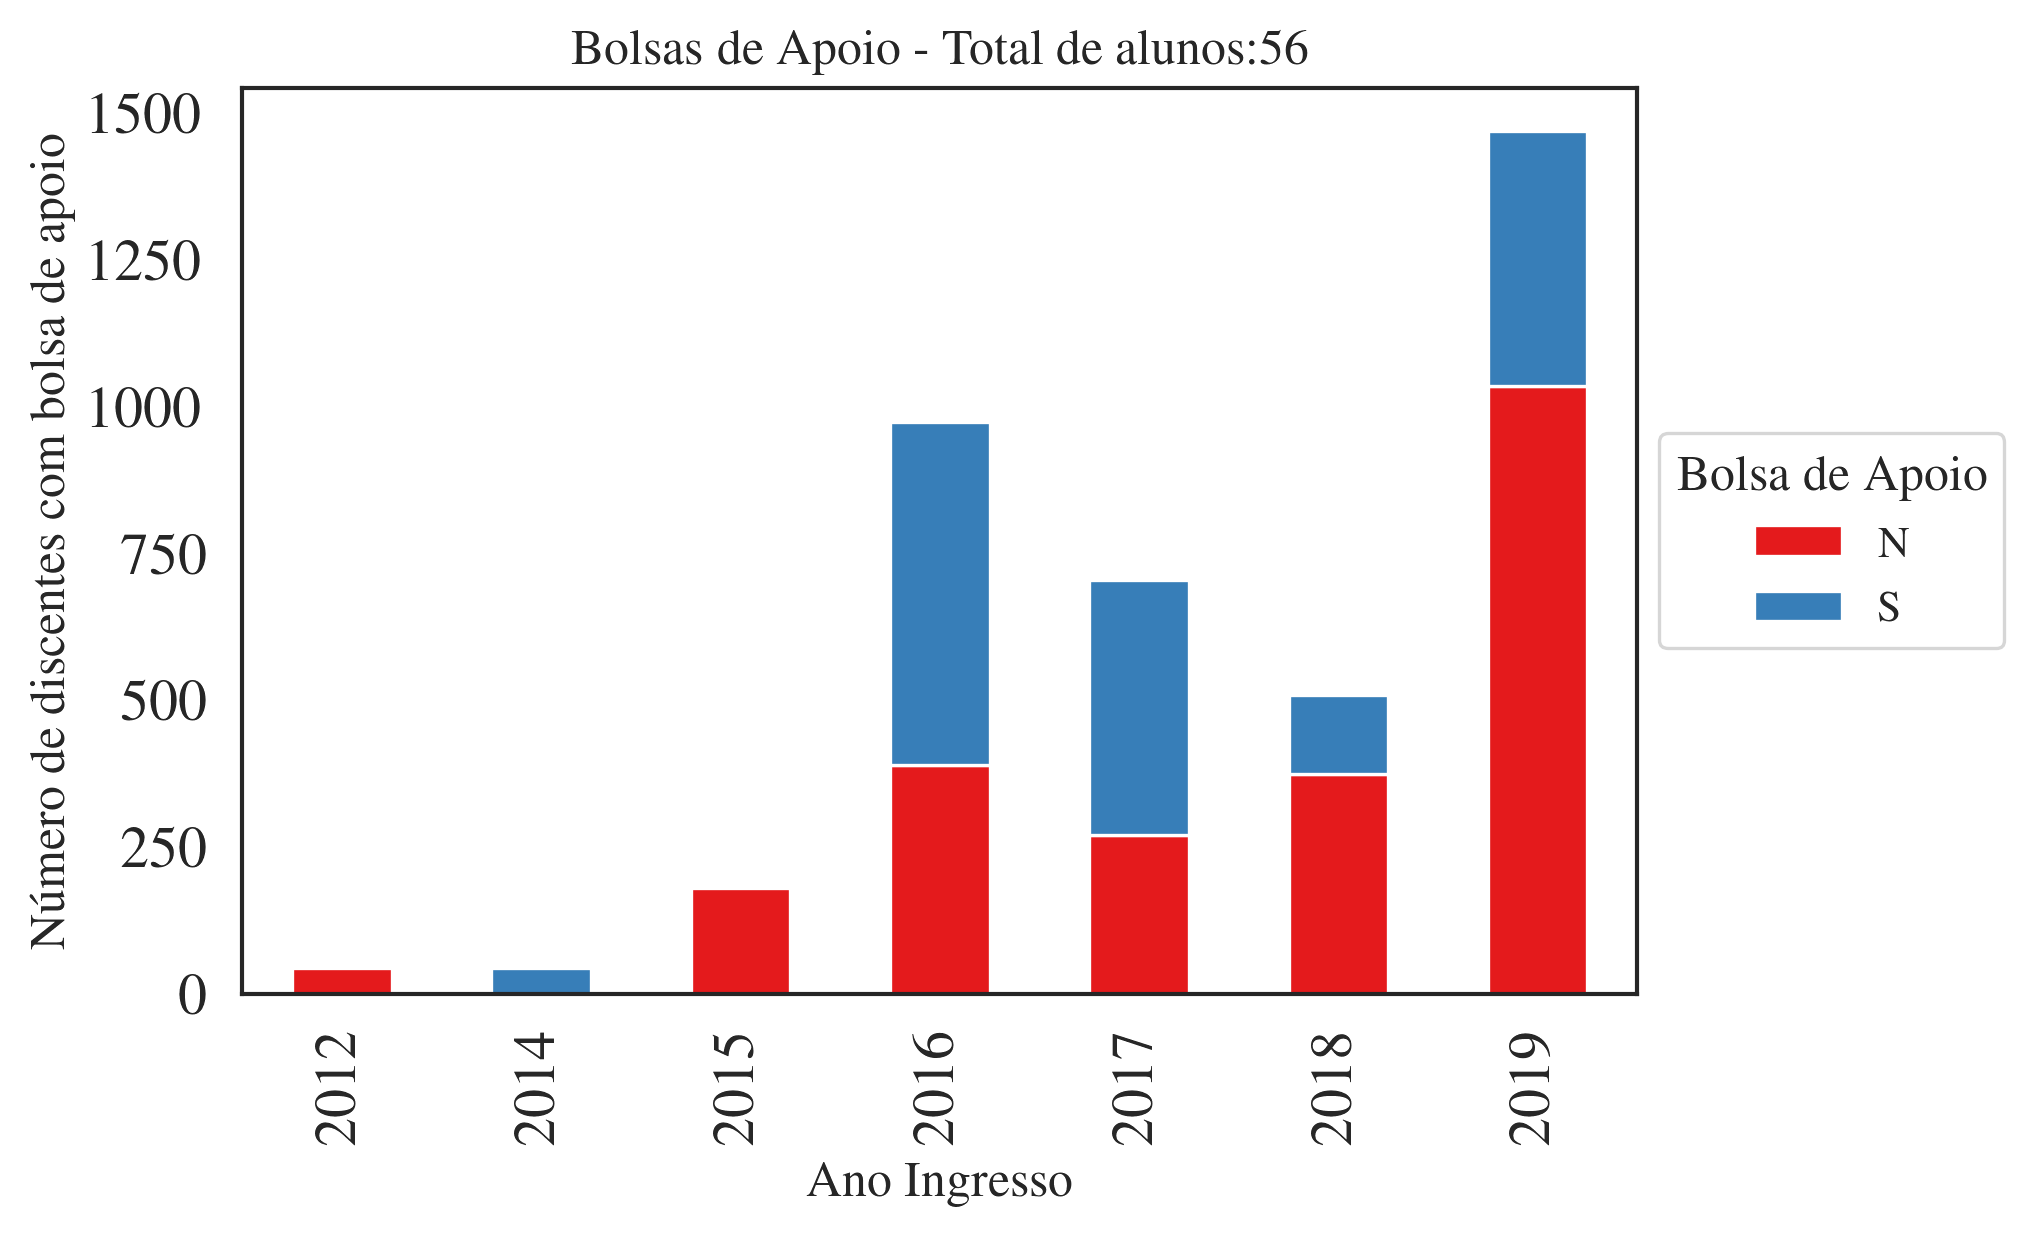 Bolsas de Apoio - Total de alunos:56
Número de discentes com bolsa de apoio
1500
1250
1000
750
500
250
0
2012
2014
2015
2016
2017
2018
2019
Ano Ingresso
Bolsa de Apoio
N
S